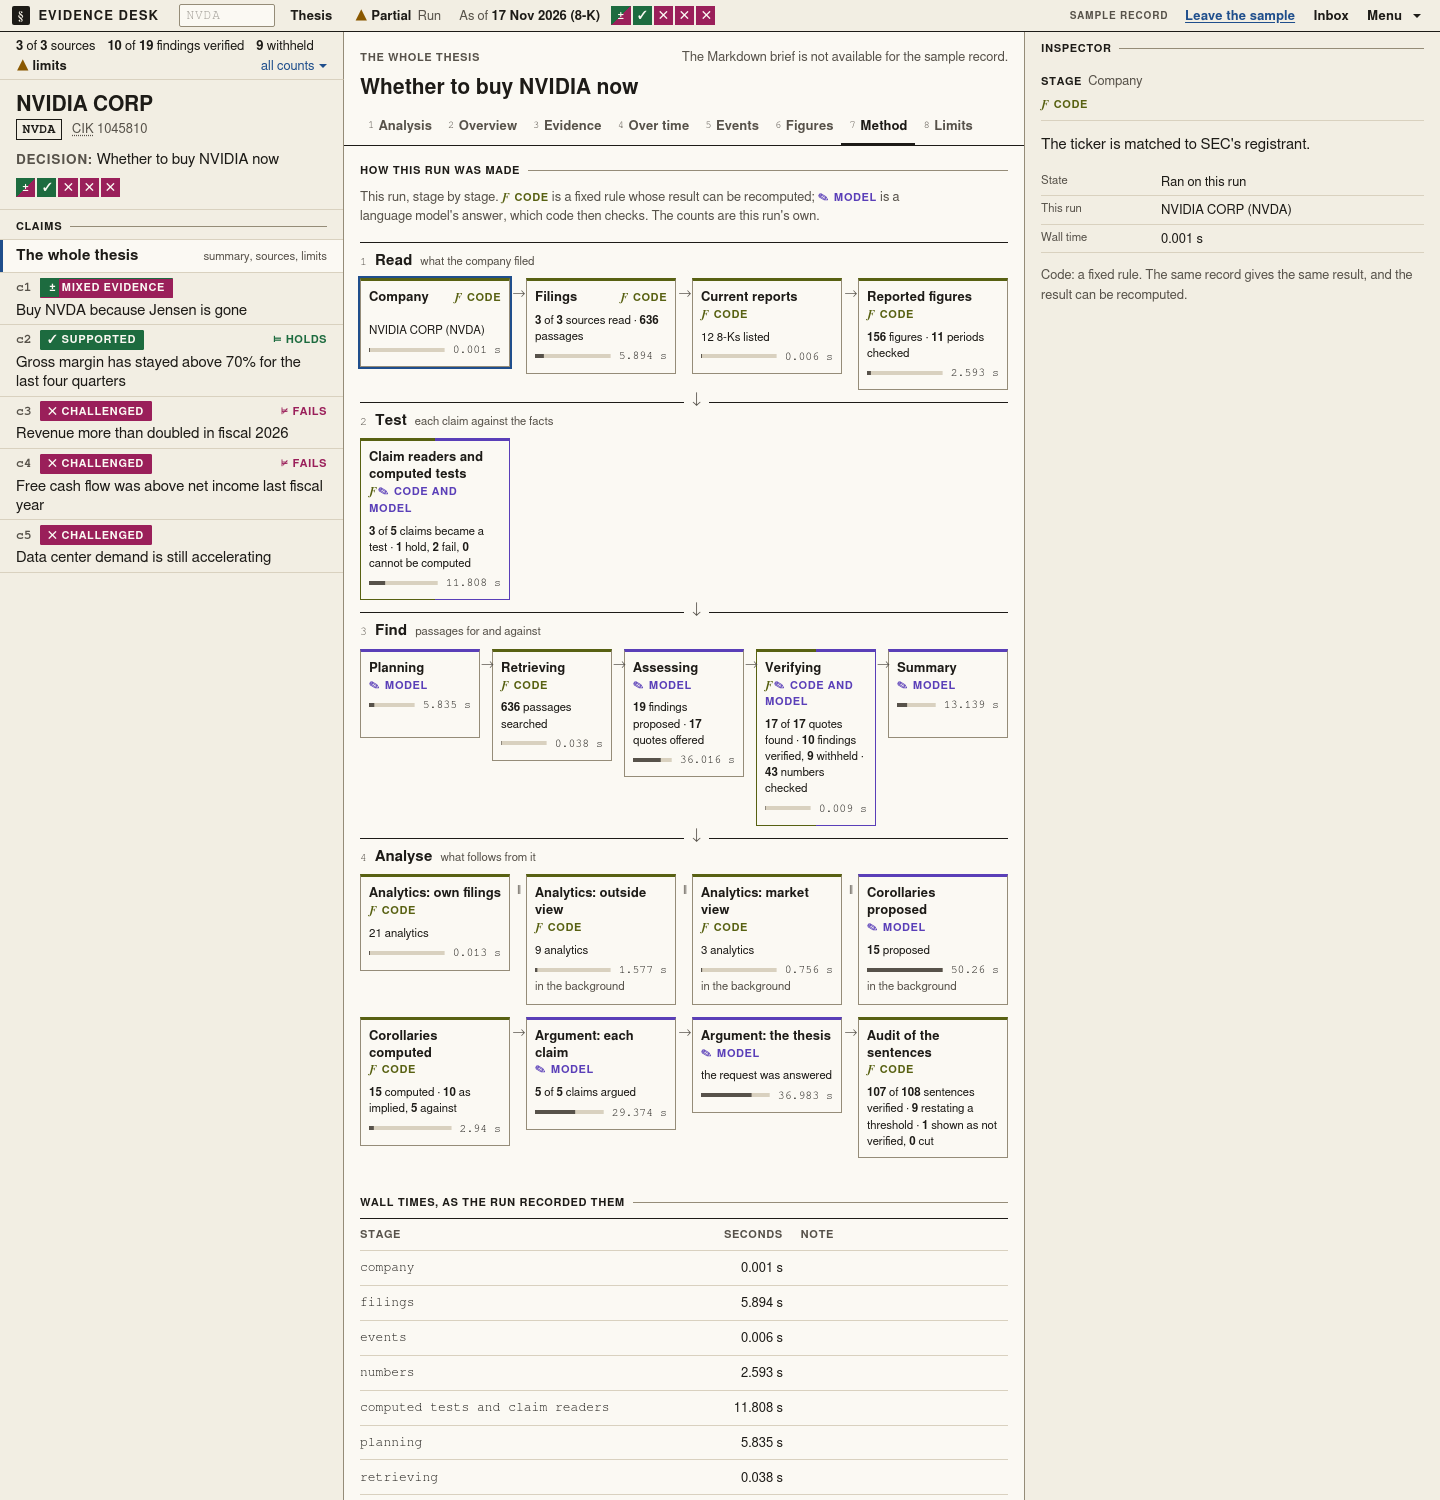 § EVIDENCE DESK NVDA Thesis Partial Run As of 17 Nov 2026 (8-K) ± ✓ ✕ ✕ ✕ SAMPLE RECORD Leave the sample Inbox Menu
3 of 3 sources 10 of 19 findings verified 9 withheld
limits all counts
NVIDIA CORP
NVDA CIK 1045810
DECISION: Whether to buy NVIDIA now
± ✓ ✕ ✕ ✕
CLAIMS
The whole thesis summary, sources, limits
c1 ± MIXED EVIDENCE
Buy NVDA because Jensen is gone
c2 ✓ SUPPORTED ⊨ HOLDS
Gross margin has stayed above 70% for the
last four quarters
c3 ✕ CHALLENGED ⊭ FAILS
Revenue more than doubled in fiscal 2026
c4 ✕ CHALLENGED ⊭ FAILS
Free cash flow was above net income last fiscal
year
c5 ✕ CHALLENGED
Data center demand is still accelerating
THE WHOLE THESIS The Markdown brief is not available for the sample record.
Whether to buy NVIDIA now
1 Analysis 2 Overview 3 Evidence 4 Over time 5 Events 6 Figures 7 Method 8 Limits
HOW THIS RUN WAS MADE
This run, stage by stage. F CODE is a fixed rule whose result can be recomputed; ✎ MODEL is a
language model's answer, which code then checks. The counts are this run's own.
1 Read what the company filed
Company F CODE
NVIDIA CORP (NVDA)
0.001 s
→
Filings F CODE
3 of 3 sources read · 636
passages
5.894 s
→
Current reports
F CODE
12 8-Ks listed
0.006 s
→
Reported figures
F CODE
156 figures · 11 periods
checked
2.593 s
↓
2 Test each claim against the facts
Claim readers and
computed tests
F✎ CODE AND
MODEL
3 of 5 claims became a
test · 1 hold, 2 fail, 0
cannot be computed
11.808 s
↓
3 Find passages for and against
Planning
✎ MODEL
5.835 s
→
Retrieving
F CODE
636 passages
searched
0.038 s
→
Assessing
✎ MODEL
19 findings
proposed · 17
quotes offered
36.016 s
→
Verifying
F✎ CODE AND
MODEL
17 of 17 quotes
found · 10 findings
verified, 9 withheld ·
43 numbers
checked
0.009 s
→
Summary
✎ MODEL
13.139 s
↓
4 Analyse what follows from it
Analytics: own filings
F CODE
21 analytics
0.013 s
‖
Analytics: outside
view
F CODE
9 analytics
1.577 s
in the background
‖
Analytics: market
view
F CODE
3 analytics
0.756 s
in the background
‖
Corollaries
proposed
✎ MODEL
15 proposed
50.26 s
in the background
Corollaries
computed
F CODE
15 computed · 10 as
implied, 5 against
2.94 s
→
Argument: each
claim
✎ MODEL
5 of 5 claims argued
29.374 s
→
Argument: the thesis
✎ MODEL
the request was answered
36.983 s
→
Audit of the
sentences
F CODE
107 of 108 sentences
verified · 9 restating a
threshold · 1 shown as not
verified, 0 cut
WALL TIMES, AS THE RUN RECORDED THEM
STAGE SECONDS NOTE
company 0.001 s
filings 5.894 s
events 0.006 s
numbers 2.593 s
computed tests and claim readers 11.808 s
planning 5.835 s
retrieving 0.038 s
INSPECTOR
STAGE Company
F CODE
The ticker is matched to SEC's registrant.
State Ran on this run
This run NVIDIA CORP (NVDA)
Wall time 0.001 s
Code: a fixed rule. The same record gives the same result, and the
result can be recomputed.